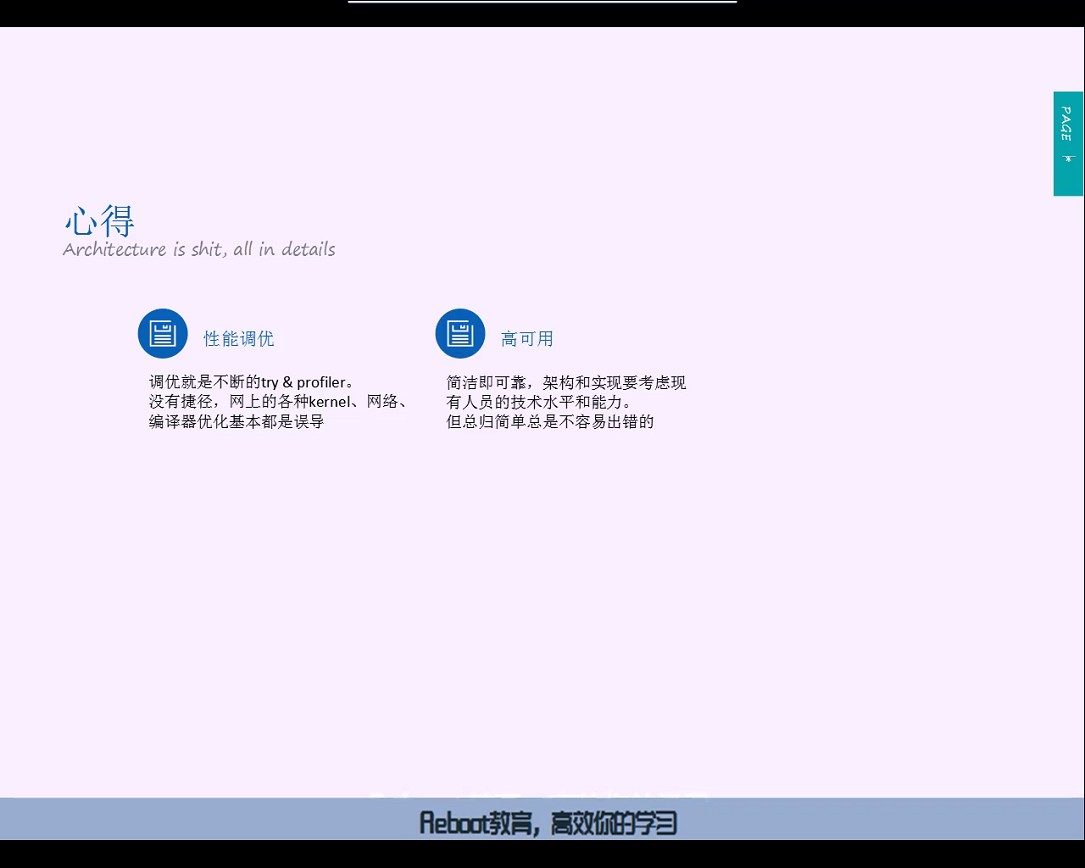 PAGE *
心得
Architecture is shit, all in details
性能调优
调优就是不断的try & profiler。
没有捷径，网上的各种kernel、网络、
编译器优化基本都是误导
高可用
简洁即可靠，架构和实现要考虑现
有人员的技术水平和能力。
但总归简单总是不容易出错的
Reboot教育，高效你的学习